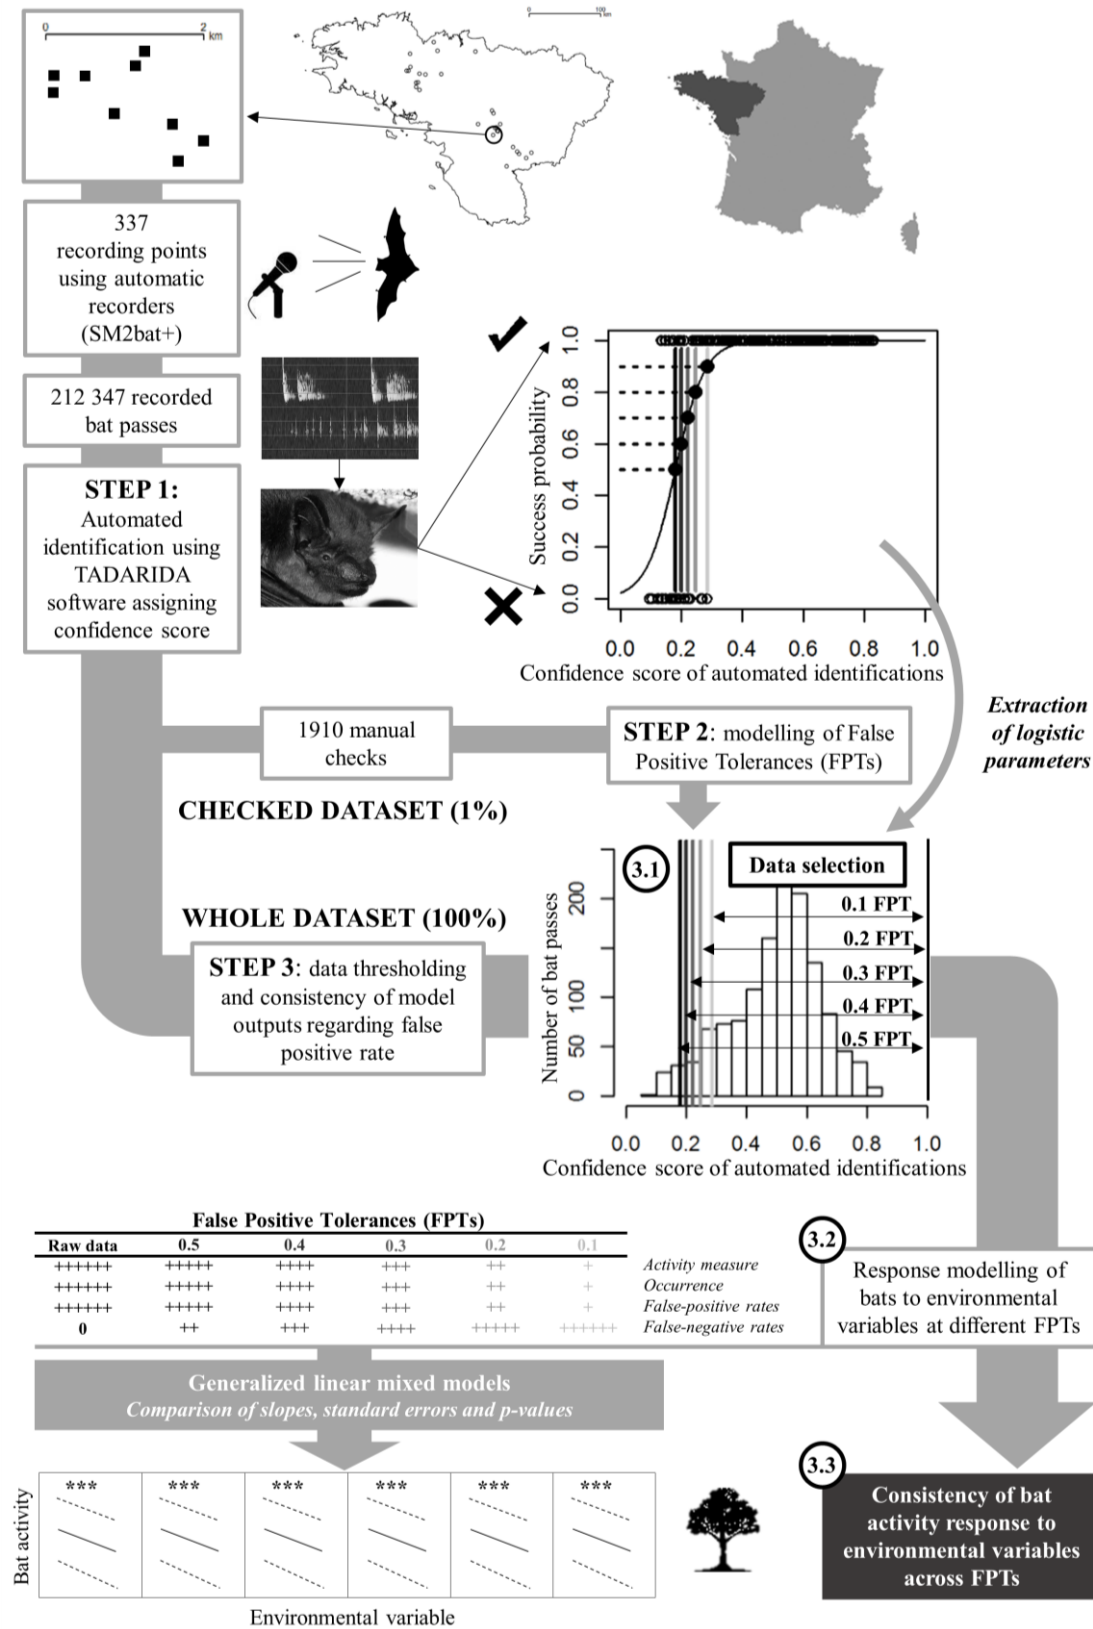 0
2
km
0
100
km
337
recording points
using automatic
recorders
(SM2bat+)
212 347 recorded
bat passes
STEP 1:
Automated
identification using
TADARIDA
software assigning
confidence score
Success probability
0.0
0.2
0.4
0.6
0.8
1.0
0.0
0.2
0.4
0.6
0.8
1.0
Confidence score of automated identifications
Extraction
of logistic
parameters
1910 manual
checks
STEP 2: modelling of False
Positive Tolerances (FPTs)
CHECKED DATASET (1%)
WHOLE DATASET (100%)
STEP 3: data thresholding
and consistency of model
outputs regarding false
positive rate
3.1
Data selection
0.1 FPT
0.2 FPT
0.3 FPT
0.4 FPT
0.5 FPT
Number of bat passes
0
50
100
200
0.0
0.2
0.4
0.6
0.8
1.0
Confidence score of automated identifications
False Positive Tolerances (FPTs)
Raw data 0.5 0.4 0.3 0.2 0.1
++++++ +++++ ++++ +++ ++ + Activity measure
++++++ +++++ ++++ +++ ++ + Occurrence
++++++ +++++ ++++ +++ ++ + False-positive rates
0 ++ +++ ++++ +++++ ++++++ False-negative rates
3.2
Response modelling of
bats to environmental
variables at different FPTs
Generalized linear mixed models
Comparison of slopes, standard errors and p-values
3.3
Consistency of bat
activity response to
environmental variables
across FPTs
Bat activity
*** *** *** *** *** ***
Environmental variable